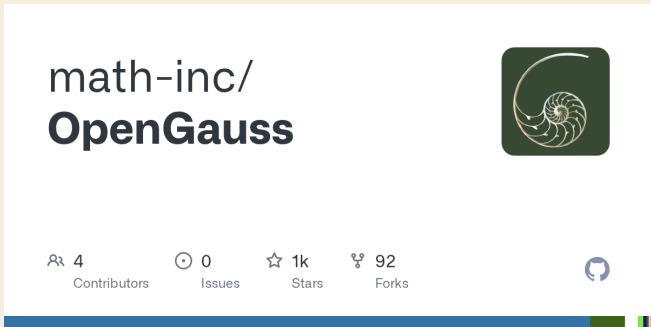 math-inc/
OpenGauss
4
Contributors
0
Issues
1k
Stars
92
Forks